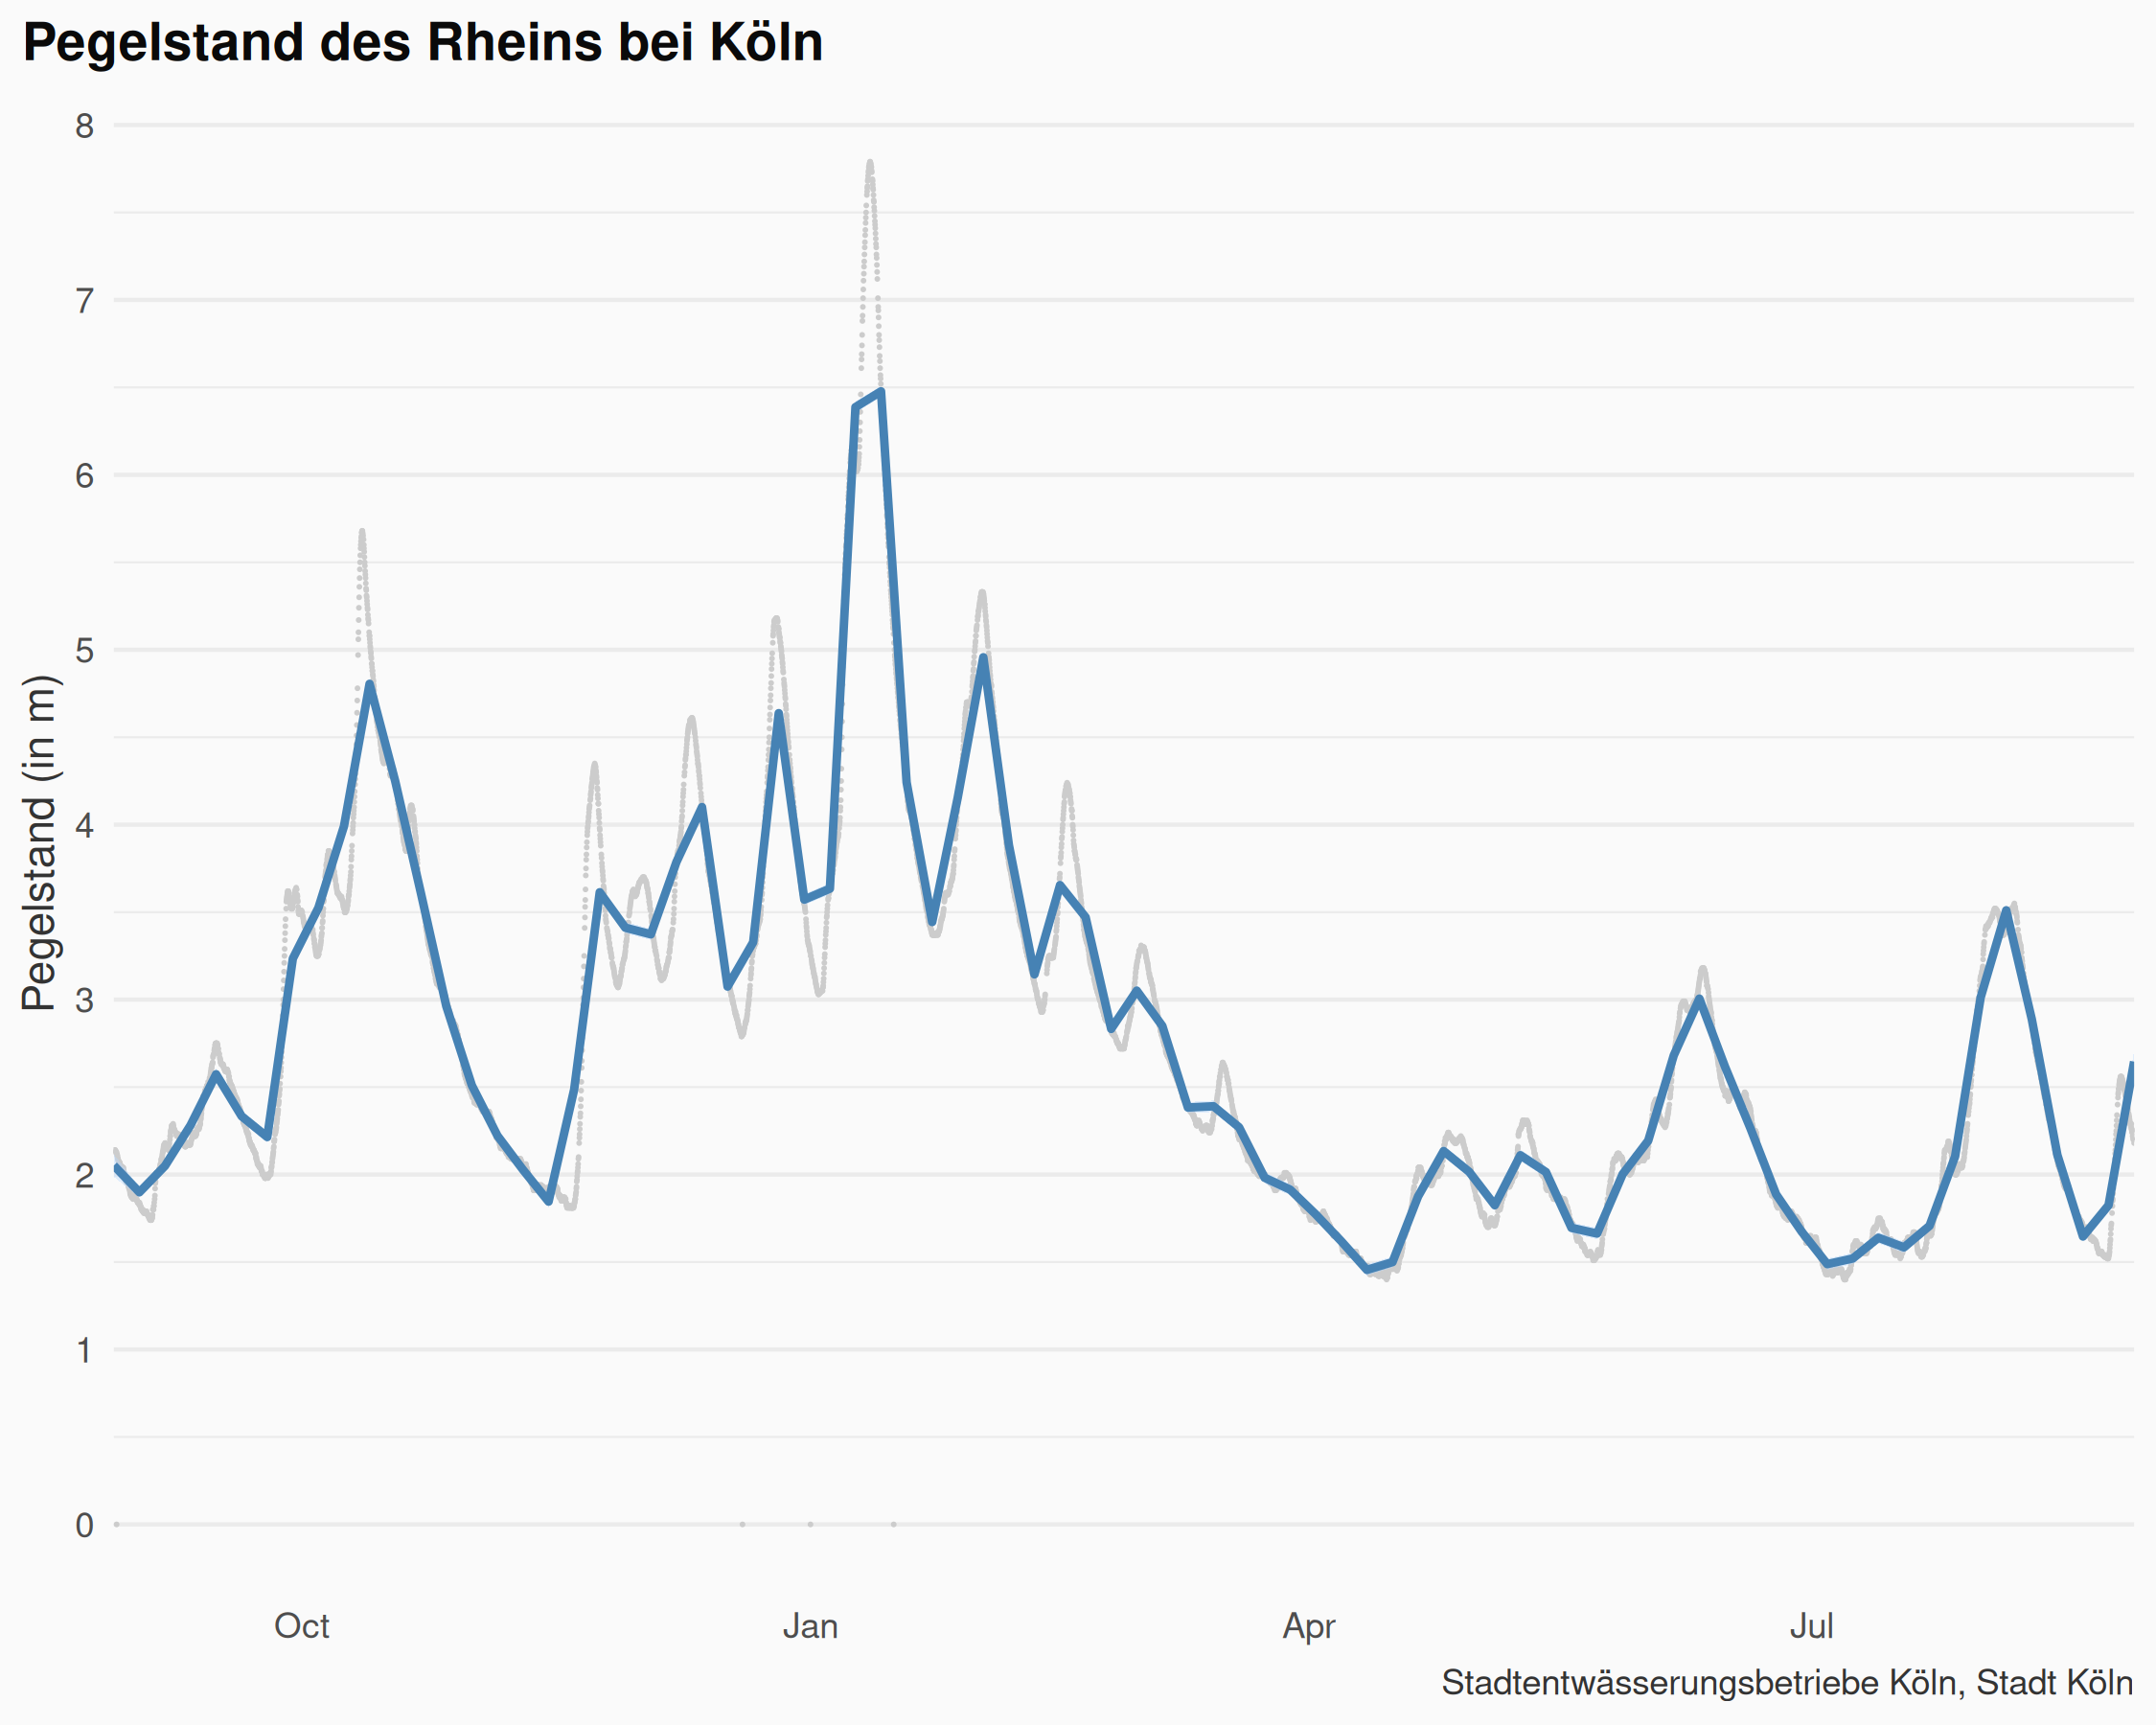 Pegelstand des Rheins bei Köln
Pegelstand (in m)
8
7
6
5
4
3
2
1
0
Oct Jan Apr Jul
Stadtentwässerungsbetriebe Köln, Stadt Köln